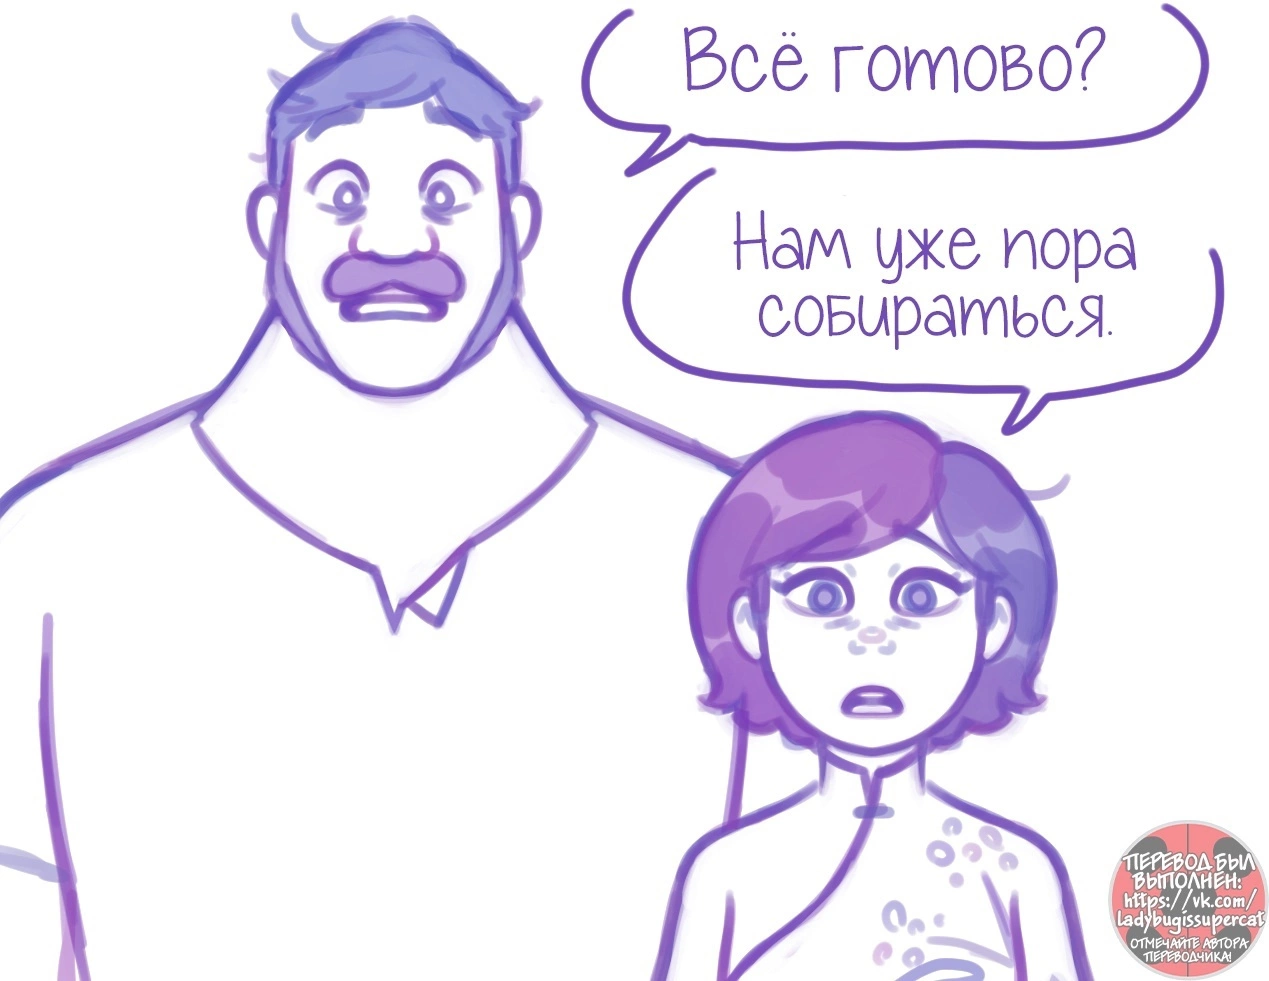 Всё готово?
Нам уже пора
собираться.
ПЕРЕВОД БЫЛ
ВЫПОЛНЕН:
https://vk.com/
ladybugissupercat
ОТМЕЧАЙТЕ АВТОРА
ПЕРЕВОДЧИКА!